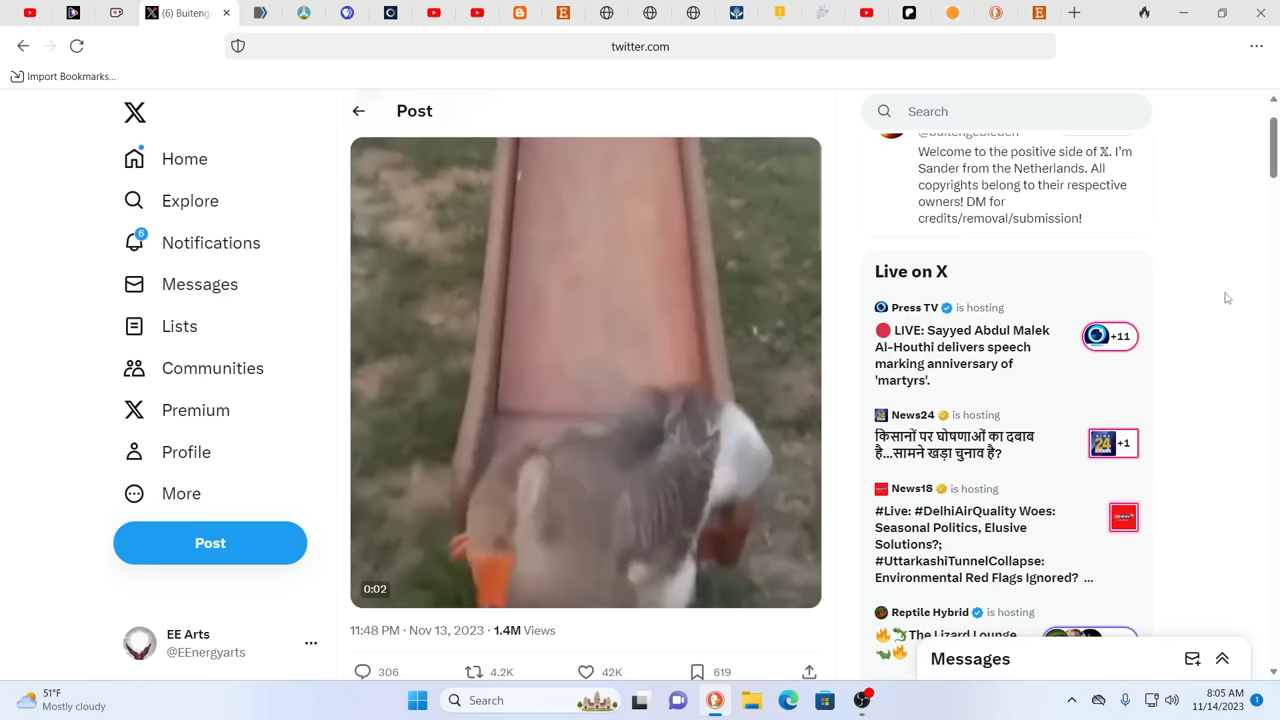 (6) Buiteng
twitter.com
Import Bookmarks...
Home
Explore
6
Notifications
Messages
Lists
Communities
Premium
Profile
More
Post
EE Arts
@EEnergyarts
Post
0:02
11:48 PM · Nov 13, 2023 · 1.4M Views
306
4.2K
42K
619
Search
@buitengebieden
Welcome to the positive side of 𝕏. I'm
Sander from the Netherlands. All
copyrights belong to their respective
owners! DM for
credits/removal/submission!
Live on X
Press TV is hosting
LIVE: Sayyed Abdul Malek
Al-Houthi delivers speech
marking anniversary of
'martyrs'.
+11
News24 is hosting
किसानों पर घोषणाओं का दबाब
है...सामने खड़ा चुनाव है?
24
+1
News18 is hosting
#Live: #DelhiAirQuality Woes:
Seasonal Politics, Elusive
Solutions?;
#UttarkashiTunnelCollapse:
Environmental Red Flags Ignored? ...
Reptile Hybrid is hosting
The Lizard Lounge
Messages
51°F
Mostly cloudy
Search
8:05 AM
11/14/2023
1